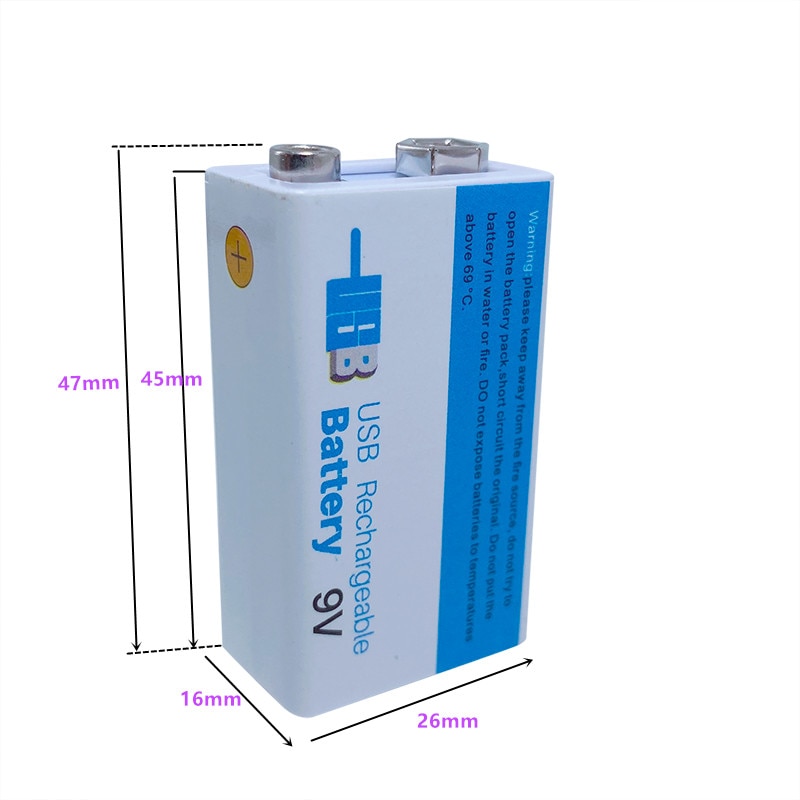 47mm
45mm
16mm
26mm
+
UEB
USB Rechargeable
Battery 9V
Warning:please keep away from the fire source, do not try to
open the battery pack,short circuit the original. Do not put the
battery in water or fire. DO not expose batteries to temperatures
above 69°C.